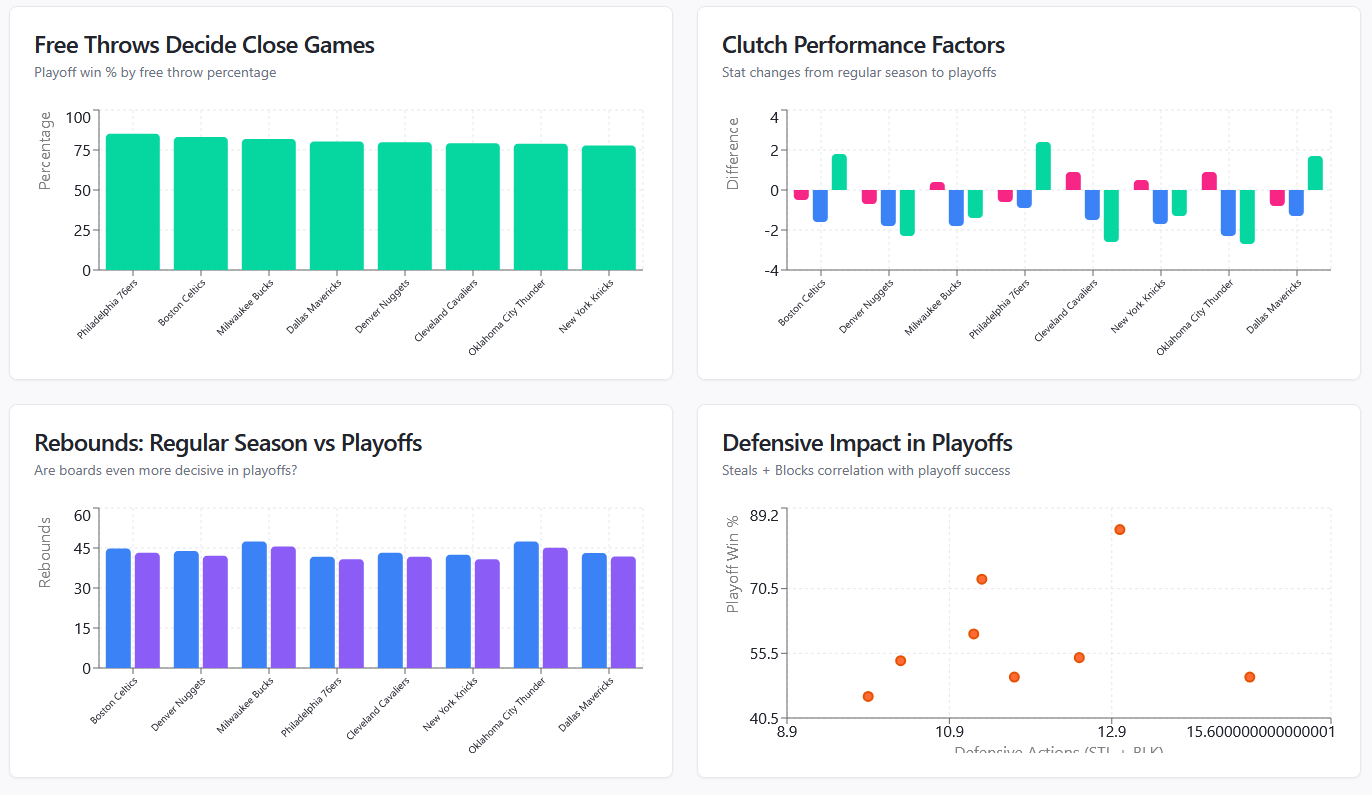 Free Throws Decide Close Games
Playoff win % by free throw percentage
Percentage
100
75
50
25
0
Philadelphia 76ers
Boston Celtics
Milwaukee Bucks
Dallas Mavericks
Denver Nuggets
Cleveland Cavaliers
Oklahoma City Thunder
New York Knicks
Clutch Performance Factors
Stat changes from regular season to playoffs
Difference
4
2
0
-2
-4
Boston Celtics
Denver Nuggets
Milwaukee Bucks
Philadelphia 76ers
Cleveland Cavaliers
New York Knicks
Oklahoma City Thunder
Dallas Mavericks
Rebounds: Regular Season vs Playoffs
Are boards even more decisive in playoffs?
Rebounds
60
45
30
15
0
Boston Celtics
Denver Nuggets
Milwaukee Bucks
Philadelphia 76ers
Cleveland Cavaliers
New York Knicks
Oklahoma City Thunder
Dallas Mavericks
Defensive Impact in Playoffs
Steals + Blocks correlation with playoff success
Playoff Win %
89.2
70.5
55.5
40.5
8.9
10.9
12.9
15.600000000000001
Defensive Actions (STL + BLK)